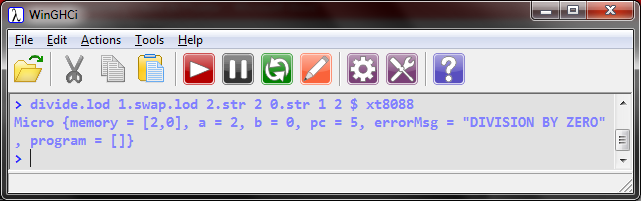 λ WinGHCi
File Edit Actions Tools Help
> divide.lod 1.swap.lod 2.str 2 0.str 1 2 $ xt8088
Micro {memory = [2,0], a = 2, b = 0, pc = 5, errorMsg = "DIVISION BY ZERO"
, program = []}
>